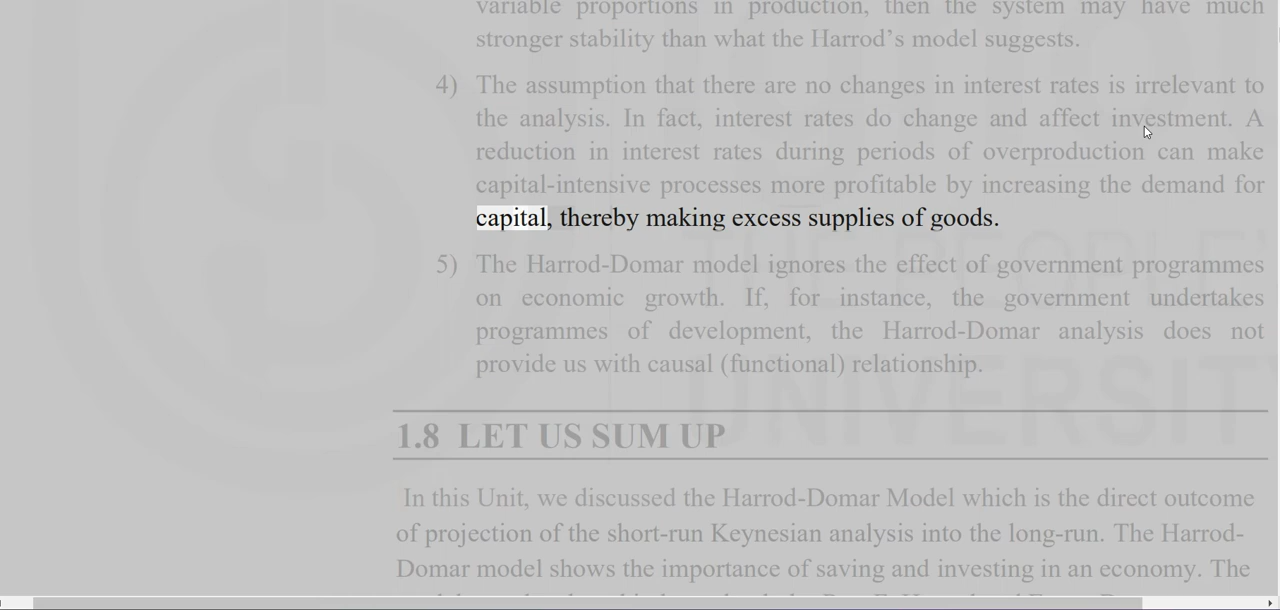 variable proportions in production, then the system may have much
stronger stability than what the Harrod’s model suggests.
4) The assumption that there are no changes in interest rates is irrelevant to
the analysis. In fact, interest rates do change and affect investment. A
reduction in interest rates during periods of overproduction can make
capital-intensive processes more profitable by increasing the demand for
capital, thereby making excess supplies of goods.
5) The Harrod-Domar model ignores the effect of government programmes
on economic growth. If, for instance, the government undertakes
programmes of development, the Harrod-Domar analysis does not
provide us with causal (functional) relationship.
THE PEOPLE'
UNIVERSITY
1.8 LET US SUM UP
In this Unit, we discussed the Harrod-Domar Model which is the direct outcome
of projection of the short-run Keynesian analysis into the long-run. The Harrod-
Domar model shows the importance of saving and investing in an economy. The